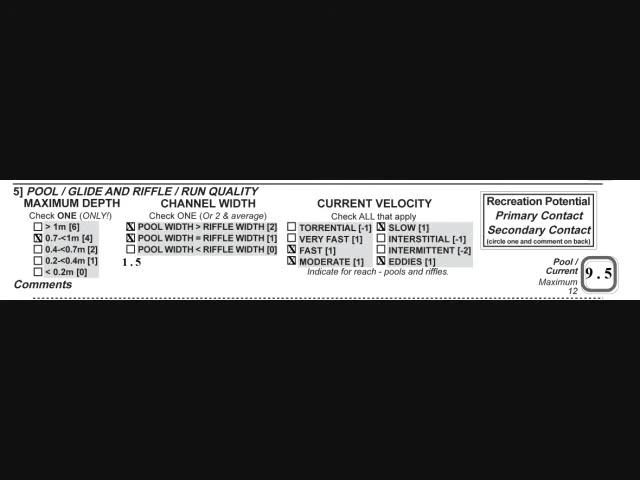 5] POOL / GLIDE AND RIFFLE / RUN QUALITY
MAXIMUM DEPTH
Check ONE (ONLY!)
> 1m [6]
0.7-<1m [4]
0.4-<0.7m [2]
0.2-<0.4m [1]
< 0.2m [0]
Comments
CHANNEL WIDTH
Check ONE (Or 2 & average)
POOL WIDTH > RIFFLE WIDTH [2]
POOL WIDTH = RIFFLE WIDTH [1]
POOL WIDTH < RIFFLE WIDTH [0]
1.5
CURRENT VELOCITY
Check ALL that apply
TORRENTIAL [-1] SLOW [1]
VERY FAST [1] INTERSTITIAL [-1]
FAST [1] INTERMITTENT [-2]
MODERATE [1] EDDIES [1]
Indicate for reach - pools and riffles.
Recreation Potential
Primary Contact
Secondary Contact
(circle one and comment on back)
Pool /
Current
Maximum
12
9.5